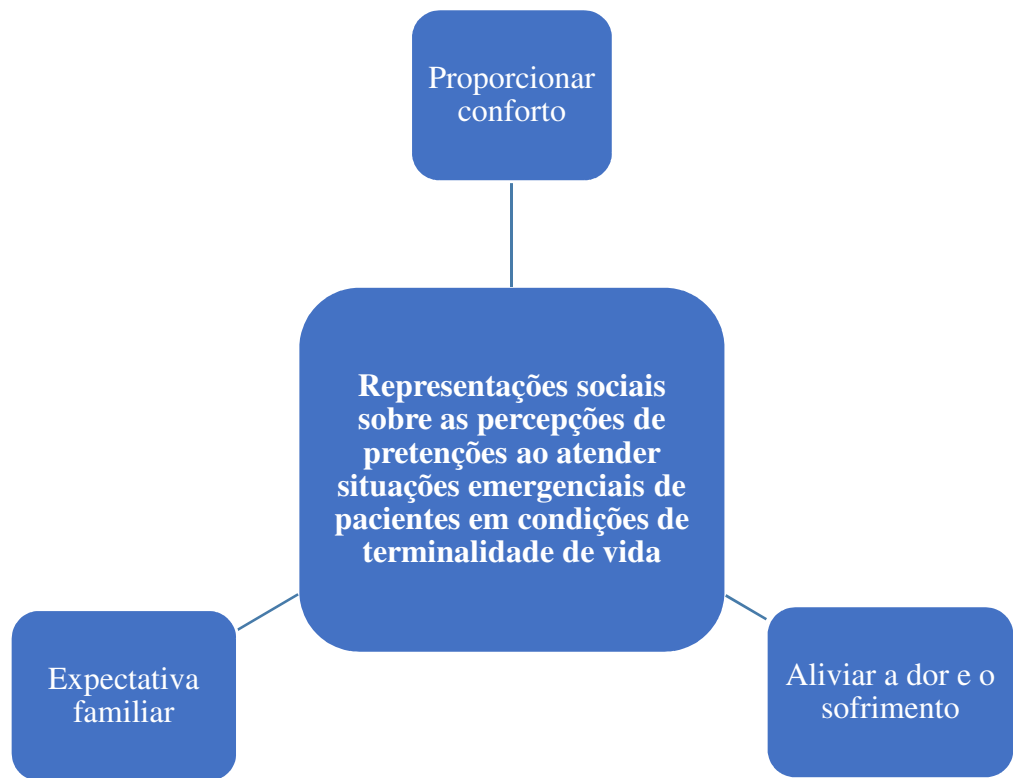 Proporcionar
conforto
Representações sociais
sobre as percepções de
pretenções ao atender
situações emergenciais de
pacientes em condições de
terminalidade de vida
Expectativa
familiar
Aliviar a dor e o
sofrimento